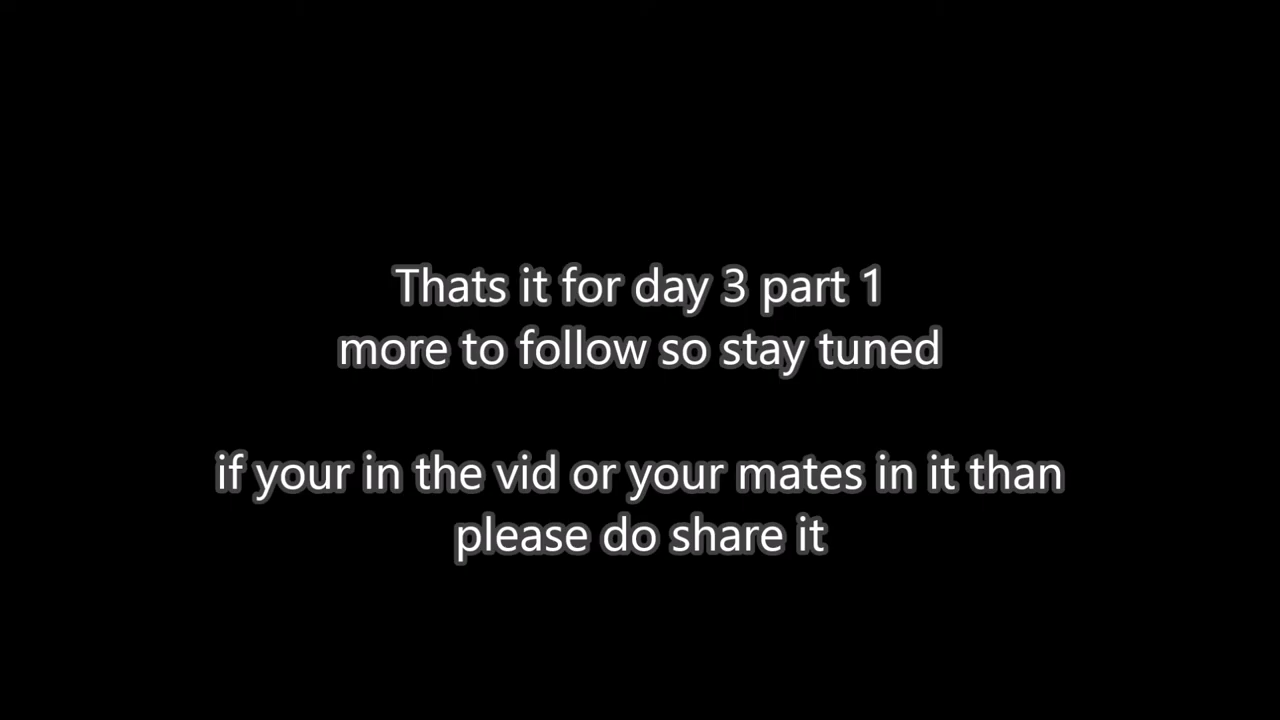 Thats it for day 3 part 1
more to follow so stay tuned
if your in the vid or your mates in it than
please do share it